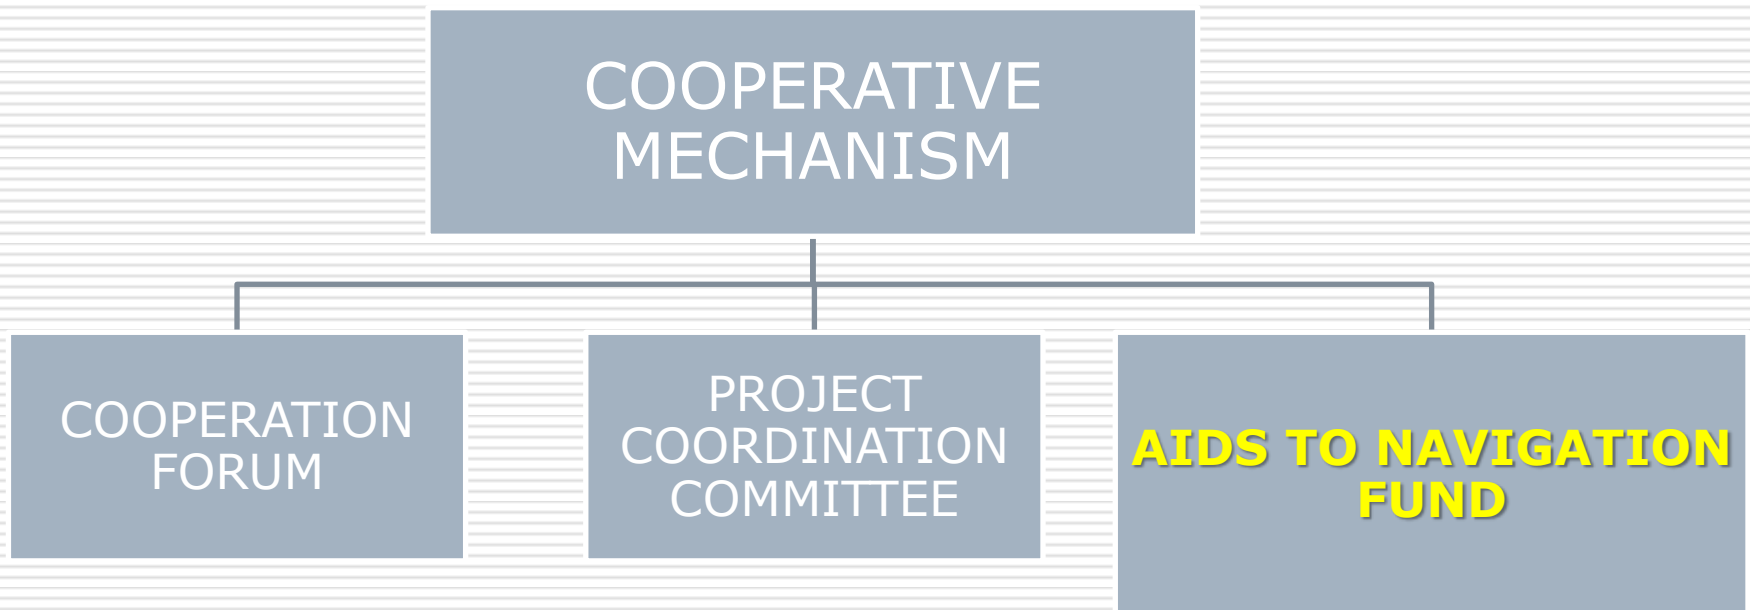 COOPERATIVE
MECHANISM
COOPERATION
FORUM
PROJECT
COORDINATION
COMMITTEE
AIDS TO NAVIGATION
FUND